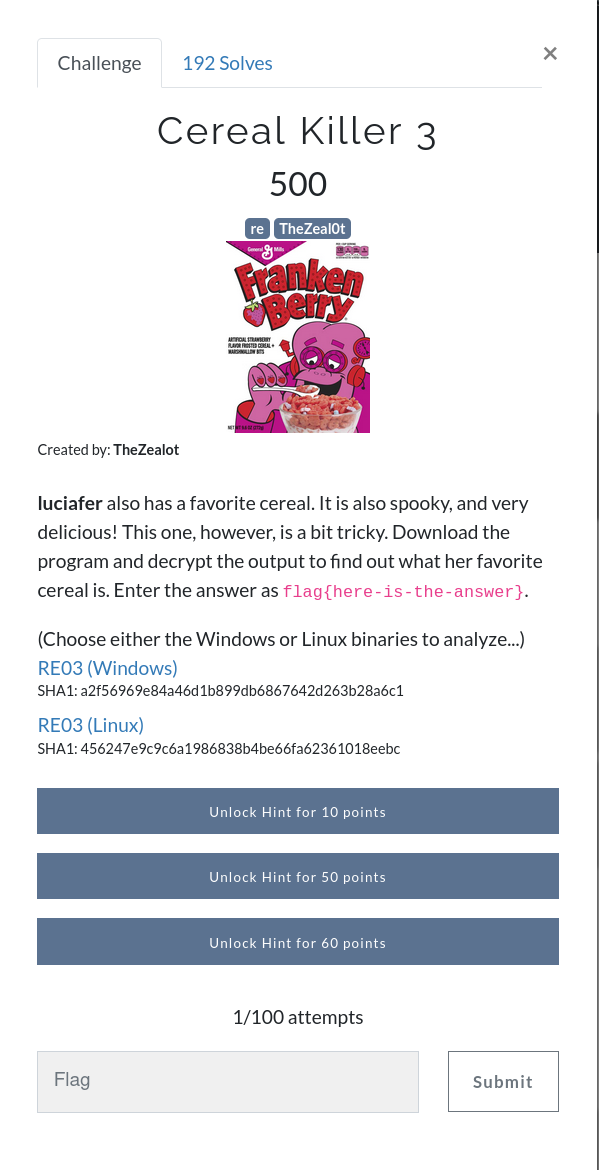 Challenge
192 Solves
×
Cereal Killer 3
500
re TheZeal0t
General Mills
Franken
Berry
ARTIFICIAL STRAWBERRY
FLAVOR FROSTED CEREAL +
MARSHMALLOW BITS
Created by: TheZealot
luciafer also has a favorite cereal. It is also spooky, and very
delicious! This one, however, is a bit tricky. Download the
program and decrypt the output to find out what her favorite
cereal is. Enter the answer as flag{here-is-the-answer}.
(Choose either the Windows or Linux binaries to analyze...)
RE03 (Windows)
SHA1: a2f56969e84a46d1b899db6867642d263b28a6c1
RE03 (Linux)
SHA1: 456247e9c9c6a1986838b4be66fa62361018eebc
Unlock Hint for 10 points
Unlock Hint for 50 points
Unlock Hint for 60 points
1/100 attempts
Flag
Submit